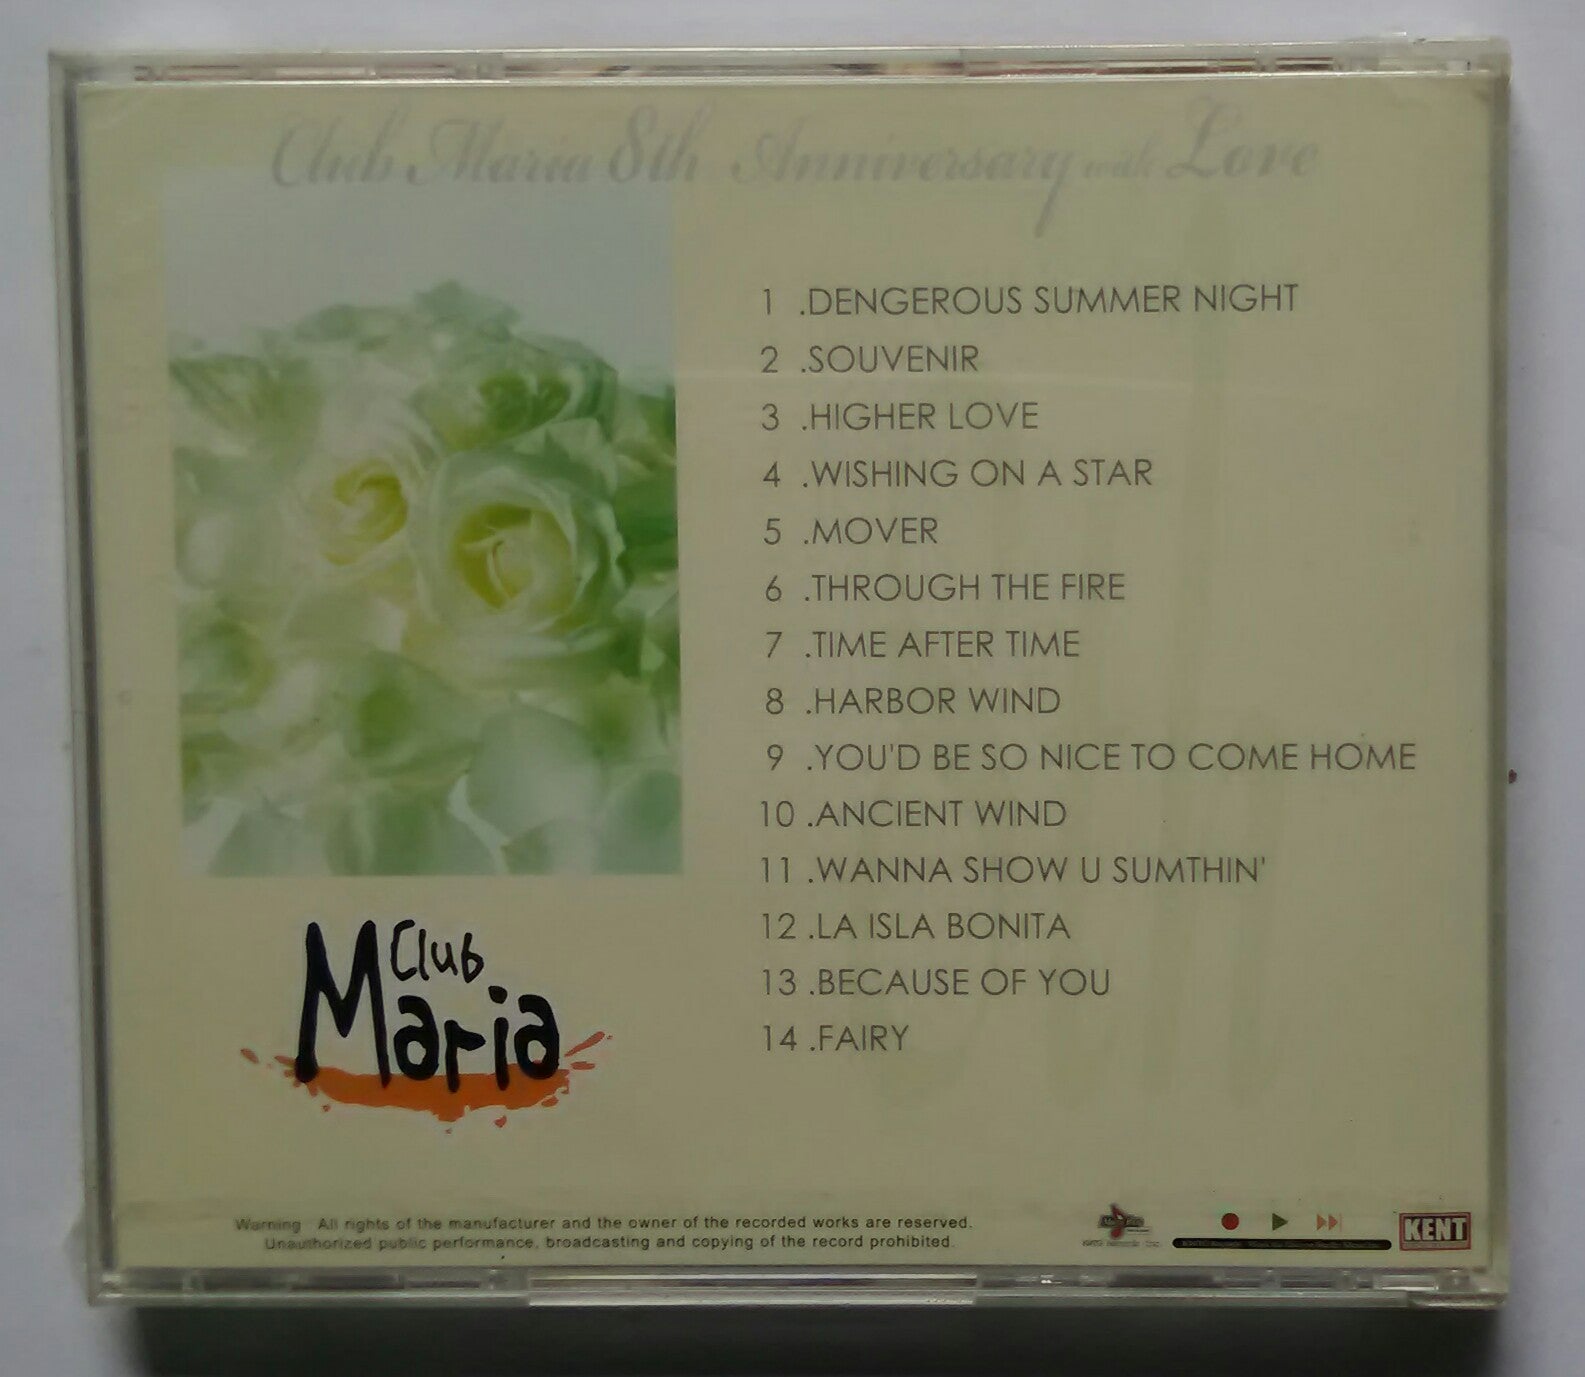 Club Maria 8th Anniversary with Love
1 .DENGEROUS SUMMER NIGHT
2 .SOUVENIR
3 .HIGHER LOVE
4 .WISHING ON A STAR
5 .MOVER
6 .THROUGH THE FIRE
7 .TIME AFTER TIME
8 .HARBOR WIND
9 .YOU'D BE SO NICE TO COME HOME
10 .ANCIENT WIND
11 .WANNA SHOW U SUMTHIN'
12 .LA ISLA BONITA
13 .BECAUSE OF YOU
14 .FAIRY
Club
Maria
Warning : All rights of the manufacturer and the owner of the recorded works are reserved.
Unauthorized public performance, broadcasting and copying of the record prohibited.
KENT